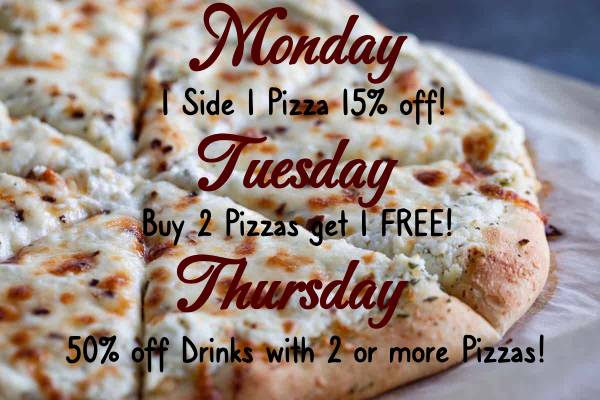 Monday
1 Side 1 Pizza 15% off!
Tuesday
Buy 2 Pizzas get 1 FREE!
Thursday
50% off Drinks with 2 or more Pizzas!